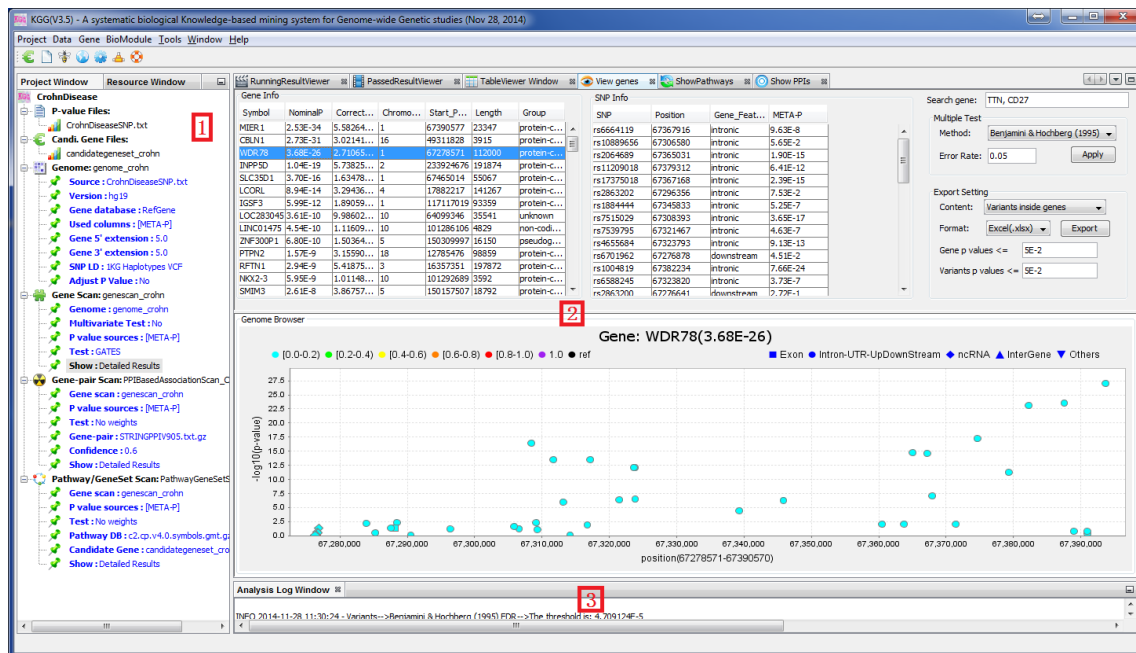 KGG(V3.5) - A systematic biological Knowledge-based mining system for Genome-wide Genetic studies (Nov 28, 2014)
Project Data Gene BioModule Tools Window Help
Project Window Resource Window
CrohnDisease
P-value Files:
CrohnDiseaseSNP.txt
Candi. Gene Files:
candidategeneset_crohn
Genome: genome_crohn
Source : CrohnDiseaseSNP.txt
Version : hg19
Gene database : RefGene
Used columns : [META-P]
Gene 5' extension : 5.0
Gene 3' extension : 5.0
SNP LD : 1KG Haplotypes VCF
Adjust P Value : No
Gene Scan: genescan_crohn
Genome : genome_crohn
Multivariate Test : No
P value sources : [META-P]
Test : GATES
Show : Detailed Results
Gene-pair Scan: PPIBasedAssociationScan_C
Gene scan : genescan_crohn
P value sources : [META-P]
Test : No weights
Gene-pair : STRINGPPIV905.txt.gz
Confidence : 0.6
Show : Detailed Results
Pathway/GeneSet Scan: PathwayGeneSetS
Gene scan : genescan_crohn
P value sources : [META-P]
Test : No weights
Pathway DB : c2.cp.v4.0.symbols.gmt.gz
Candidate Gene : candidategeneset_cro
Show : Detailed Results
1
RunningResultViewer PassedResultViewer TableViewer Window View genes ShowPathways Show PPIs
Gene Info
Symbol NominalP Correct... Chromo... Start_P... Length Group
MIER1 2.53E-34 5.58264... 1 67390577 23347 protein-c...
CBLN1 2.73E-31 3.02141... 16 49311828 3915 protein-c...
WDR78 3.68E-26 2.71065... 1 67278571 112000 protein-c...
INPP5D 1.04E-19 5.73825... 2 233924676 191874 protein-c...
SLC35D1 3.70E-16 1.63478... 1 67465014 55067 protein-c...
LCORL 8.94E-14 3.29436... 4 17882217 141267 protein-c...
IGSF3 5.99E-12 1.89059... 1 117117019 93359 protein-c...
LOC283045 3.61E-10 9.98602... 10 64099346 35541 unknown
LINC01475 4.54E-10 1.11609... 10 101286106 4829 non-codi...
ZNF300P1 6.80E-10 1.50364... 5 150309997 16150 pseudog...
PTPN2 1.57E-9 3.15590... 18 12785476 98859 protein-c...
RFTN1 2.94E-9 5.41875... 3 16357351 197872 protein-c...
NKX2-3 5.95E-9 1.01148... 10 101292689 3592 protein-c...
SMIM3 2.61E-8 3.86757... 5 150157507 18792 protein-c...
SNP Info
SNP Position Gene_Feat... META-P
rs6664119 67367916 intronic 9.63E-8
rs10889656 67306580 intronic 5.65E-2
rs2064689 67365031 intronic 1.90E-15
rs11209018 67379312 intronic 6.41E-12
rs17375018 67367168 intronic 2.39E-15
rs2863202 67296356 intronic 7.53E-2
rs1884444 67345833 intronic 5.25E-7
rs7515029 67308393 intronic 3.65E-17
rs7539795 67321467 intronic 4.63E-7
rs4655684 67323793 intronic 9.13E-13
rs6701962 67276878 downstream 4.51E-2
rs1004819 67382234 intronic 7.66E-24
rs6588245 67323820 intronic 3.73E-7
rs2863200 67276641 downstream 2.72E-1
Search gene: TTN, CD27
Multiple Test
Method: Benjamini & Hochberg (1995)
Error Rate: 0.05 Apply
Export Setting
Content: Variants inside genes
Format: Excel(.xlsx) Export
Gene p values <= 5E-2
Variants p values <= 5E-2
2
Genome Browser
Gene: WDR78(3.68E-26)
[0.0-0.2) [0.2-0.4) [0.4-0.6) [0.6-0.8) [0.8-1.0) 1.0 ref Exon Intron-UTR-UpDownStream ncRNA InterGene Others
-log10(p-value)
27.5
25.0
22.5
20.0
17.5
15.0
12.5
10.0
7.5
5.0
2.5
0.0
67,280,000 67,290,000 67,300,000 67,310,000 67,320,000 67,330,000 67,340,000 67,350,000 67,360,000 67,370,000 67,380,000 67,390,000
position(67278571-67390570)
Analysis Log Window
3
INFO 2014-11-28 11:30:24 - Variants-->Benjamini & Hochberg (1995) FDR-->The threshold is: 4.709124E-5